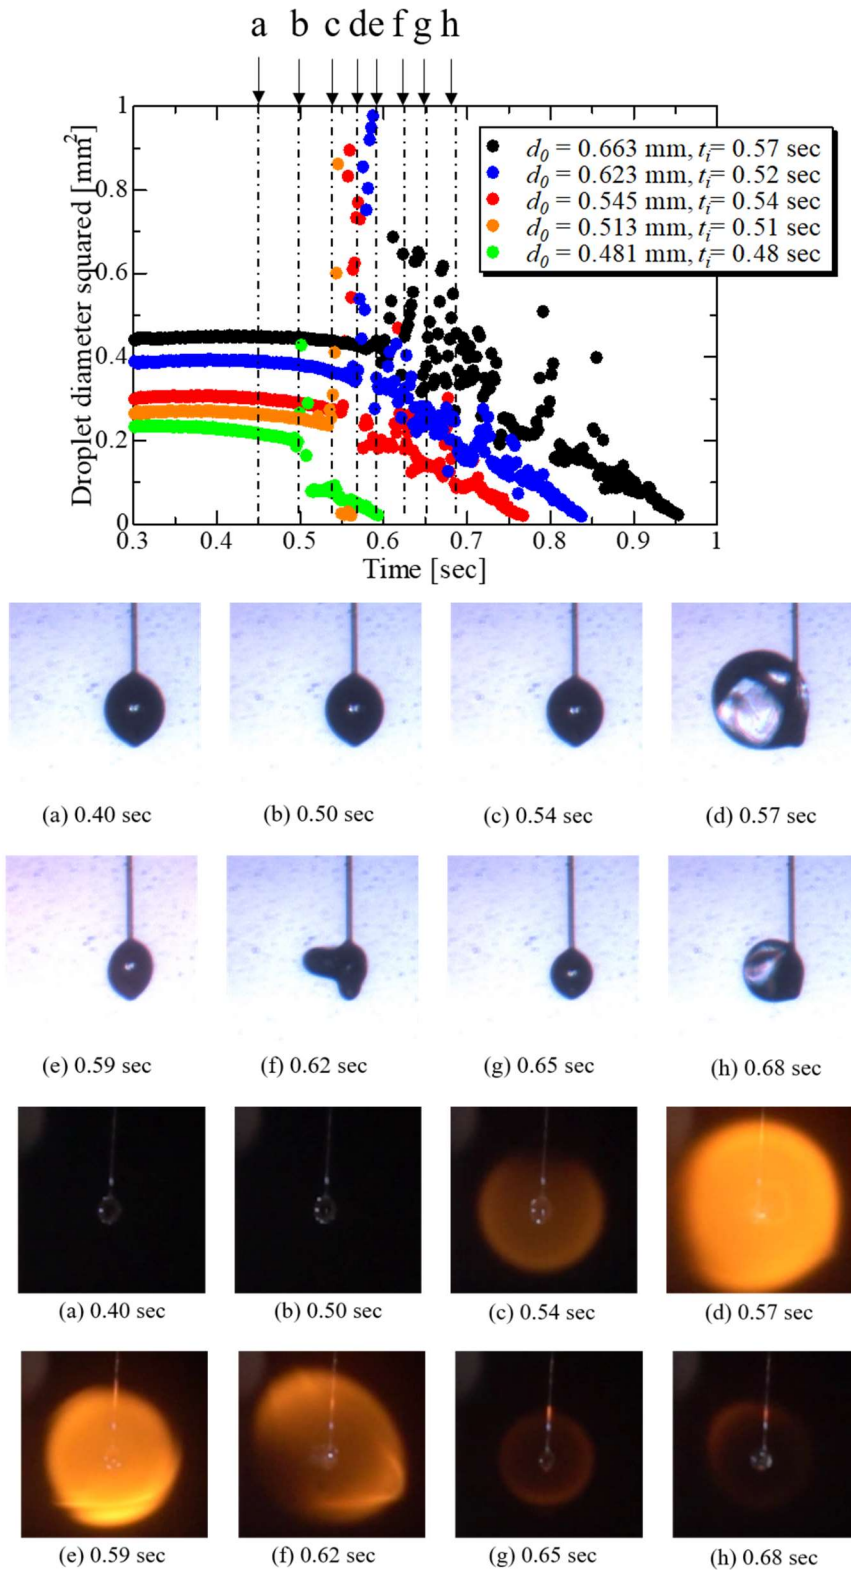 a b c d e f g h
Droplet diameter squared [mm²]
1
0.8
0.6
0.4
0.2
0
d₀ = 0.663 mm, tᵢ= 0.57 sec
d₀ = 0.623 mm, tᵢ= 0.52 sec
d₀ = 0.545 mm, tᵢ= 0.54 sec
d₀ = 0.513 mm, tᵢ= 0.51 sec
d₀ = 0.481 mm, tᵢ= 0.48 sec
0.3 0.4 0.5 0.6 0.7 0.8 0.9 1
Time [sec]
(a) 0.40 sec (b) 0.50 sec (c) 0.54 sec (d) 0.57 sec
(e) 0.59 sec (f) 0.62 sec (g) 0.65 sec (h) 0.68 sec
(a) 0.40 sec (b) 0.50 sec (c) 0.54 sec (d) 0.57 sec
(e) 0.59 sec (f) 0.62 sec (g) 0.65 sec (h) 0.68 sec